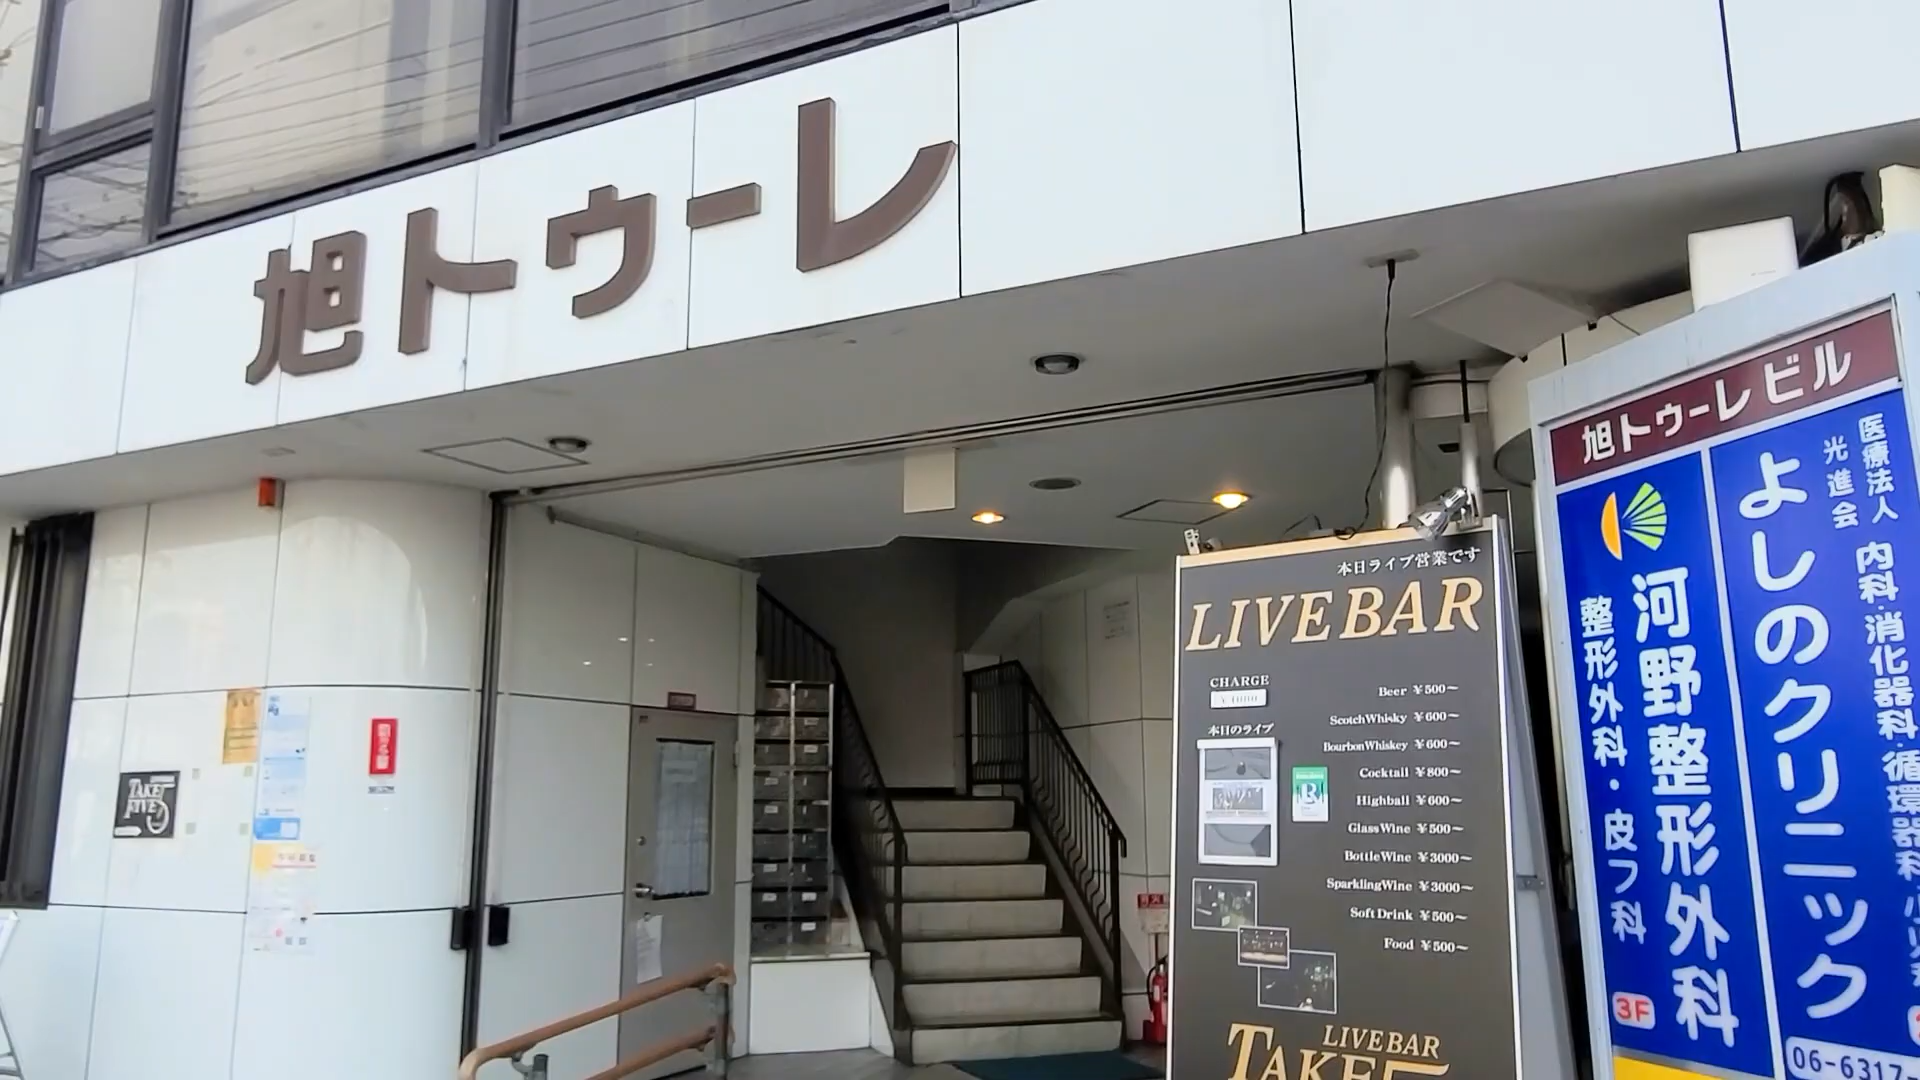 旭トゥーレ
旭トゥーレビル
医療法人
光進会
よしのクリニック
内科・消化器科・循環器科
河野整形外科
整形外科・皮フ科
3F
06-6317-
本日ライブ営業です
LIVE BAR
CHARGE
本日のライブ
Beer ￥500～
ScotchWhisky ￥600～
BourbonWhiskey ￥600～
Cocktail ￥800～
Highball ￥600～
GlassWine ￥500～
BottleWine ￥3000～
SparklingWine ￥3000～
Soft Drink ￥500～
Food ￥500～
LIVE BAR
TAKE
TAKE
FIVE
5